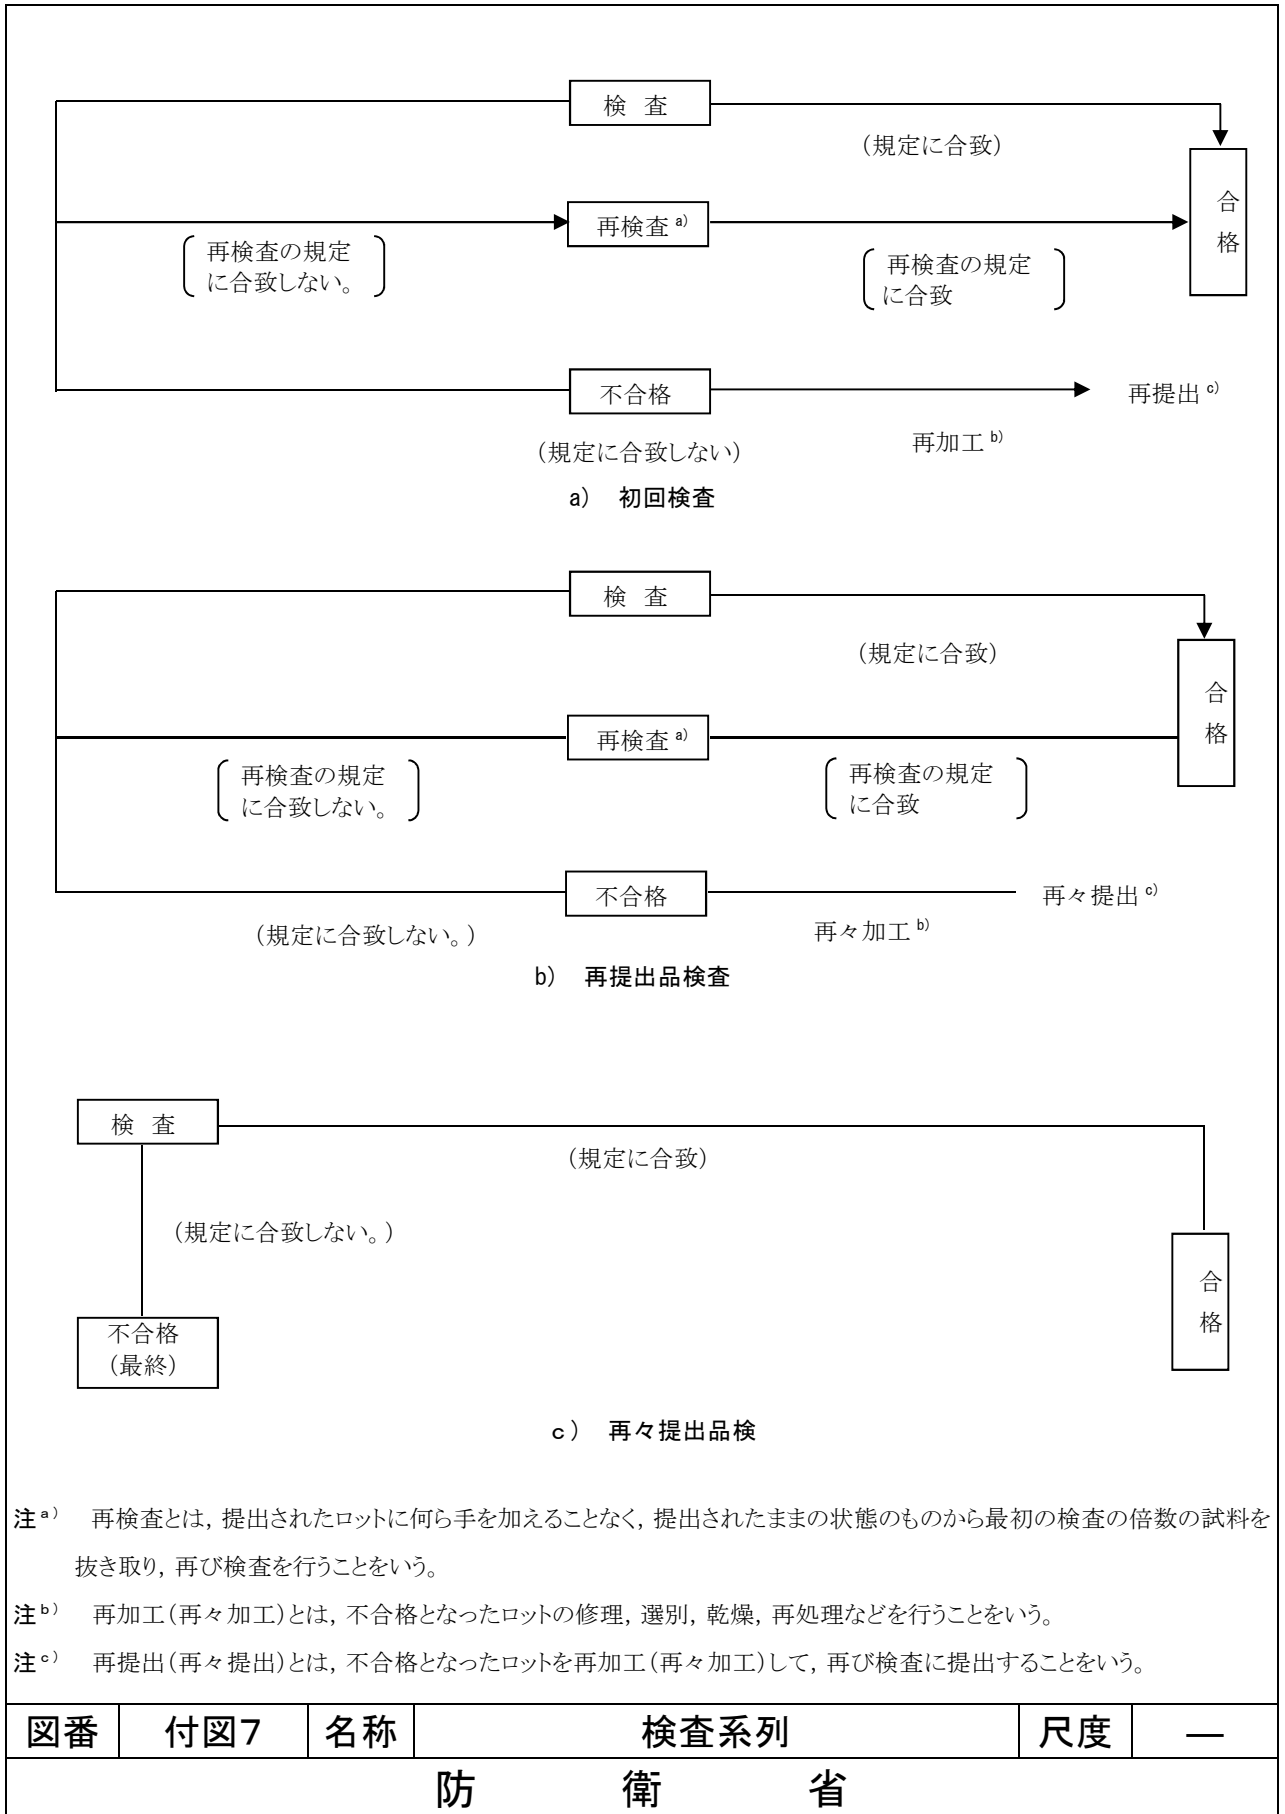 検 査
(規定に合致)
合
格
再検査 a)
再検査の規定
に合致しない。
再検査の規定
に合致
不合格
再提出 c)
(規定に合致しない)
再加工 b)
a) 初回検査
検 査
(規定に合致)
合
格
再検査 a)
再検査の規定
に合致しない。
再検査の規定
に合致
不合格
再々提出 c)
(規定に合致しない。)
再々加工 b)
b) 再提出品検査
検 査
(規定に合致)
(規定に合致しない。)
合
格
不合格
(最終)
c) 再々提出品検
注a) 再検査とは, 提出されたロットに何ら手を加えることなく, 提出されたままの状態のものから最初の検査の倍数の試料を
抜き取り, 再び検査を行うことをいう。
注b) 再加工(再々加工)とは, 不合格となったロットの修理, 選別, 乾燥, 再処理などを行うことをいう。
注c) 再提出(再々提出)とは, 不合格となったロットを再加工(再々加工)して, 再び検査に提出することをいう。
図番 付図7 名称 検査系列 尺度 ―
防 衛 省